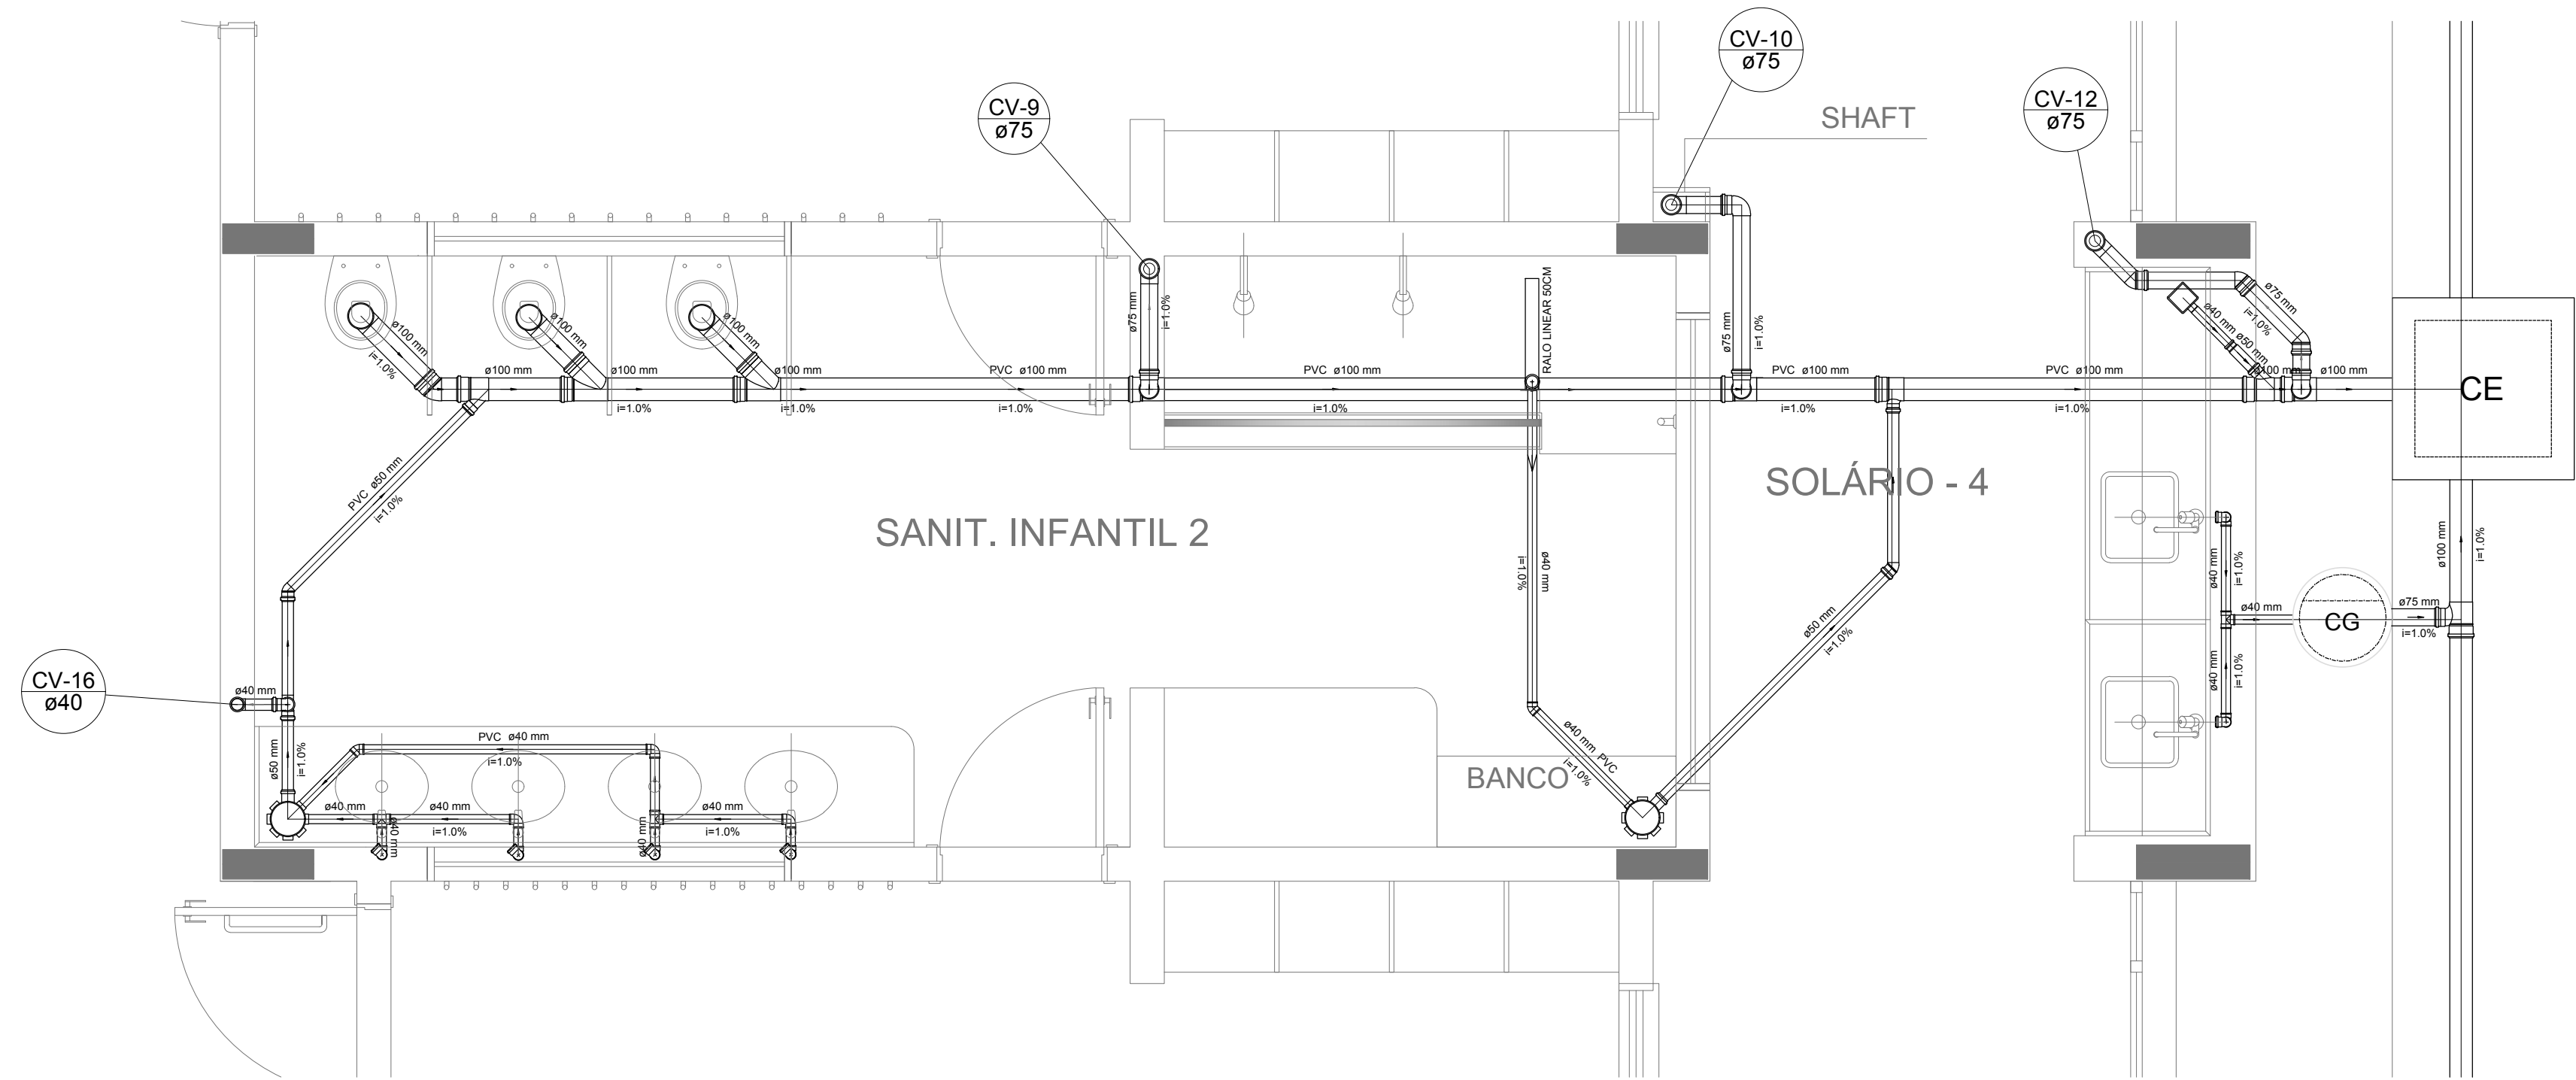 CV-10
ø75
CV-9
ø75
SHAFT
CV-12
ø75
ø100 mm
i=1.0%
ø100 mm
ø100 mm
ø75 mm
i=1.0%
RALO LINEAR 50CM
ø75 mm
i=1.0%
ø75 mm
i=1.0%
ø40 mm
ø50 mm
ø100 mm
ø100 mm
i=1.0%
ø100 mm
i=1.0%
PVC ø100 mm
i=1.0%
PVC ø100 mm
i=1.0%
PVC ø100 mm
i=1.0%
PVC ø100 mm
i=1.0%
ø100 mm
ø100 mm
CE
PVC ø50 mm
i=1.0%
SANIT. INFANTIL 2
SOLÁRIO - 4
ø40 mm
i=1.0%
ø50 mm
i=1.0%
ø40 mm
i=1.0%
ø40 mm
i=1.0%
ø40 mm
CG
ø75 mm
i=1.0%
ø100 mm
i=1.0%
CV-16
ø40
ø40 mm
ø50 mm
i=1.0%
PVC ø40 mm
i=1.0%
ø40 mm
ø40 mm
i=1.0%
ø40 mm
i=1.0%
ø40 mm
ø40 mm
ø40 mm PVC
i=1.0%
BANCO